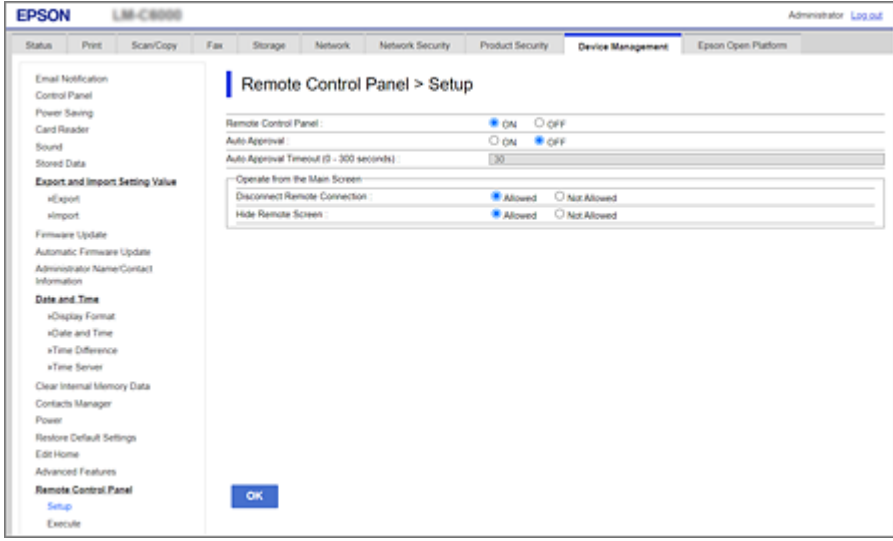 EPSON
Administrator Log out
Status Print Scan/Copy Fax Storage Network Network Security Product Security Device Management Epson Open Platform
Email Notification
Control Panel
Power Saving
Card Reader
Sound
Stored Data
Export and Import Setting Value
»Export
»Import
Firmware Update
Automatic Firmware Update
Administrator Name/Contact
Information
Date and Time
»Display Format
»Date and Time
»Time Difference
»Time Server
Clear Internal Memory Data
Contacts Manager
Power
Restore Default Settings
Edit Home
Advanced Features
Remote Control Panel
Setup
Execute
Remote Control Panel > Setup
Remote Control Panel : ON OFF
Auto Approval : ON OFF
Auto Approval Timeout (0 - 300 seconds) : 30
Operate from the Main Screen
Disconnect Remote Connection : Allowed Not Allowed
Hide Remote Screen : Allowed Not Allowed
OK